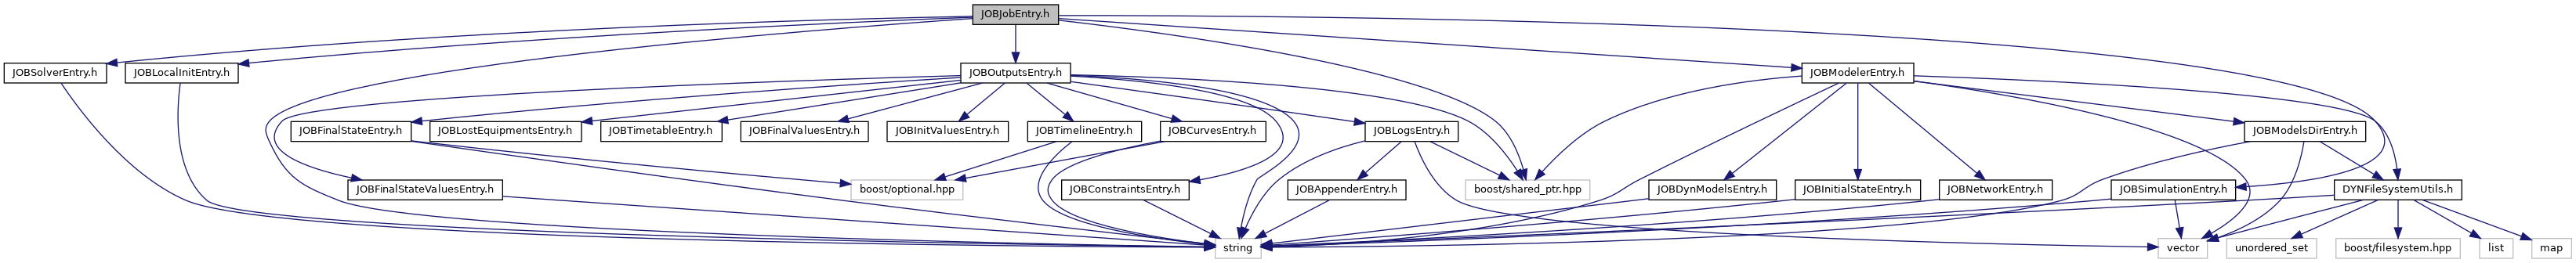 JOBJobEntry.h
JOBSolverEntry.h
JOBLocalInitEntry.h
JOBOutputsEntry.h
JOBModelerEntry.h
JOBFinalStateEntry.h
JOBLostEquipmentsEntry.h
JOBTimetableEntry.h
JOBFinalValuesEntry.h
JOBInitValuesEntry.h
JOBTimelineEntry.h
JOBCurvesEntry.h
JOBLogsEntry.h
JOBModelsDirEntry.h
JOBFinalStateValuesEntry.h
boost/optional.hpp
JOBConstraintsEntry.h
JOBAppenderEntry.h
boost/shared_ptr.hpp
JOBDynModelsEntry.h
JOBInitialStateEntry.h
JOBNetworkEntry.h
JOBSimulationEntry.h
DYNFileSystemUtils.h
string
vector
unordered_set
boost/filesystem.hpp
list
map